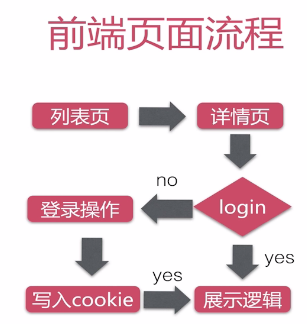 前端页面流程
列表页
详情页
no
login
登录操作
yes
yes
写入cookie
展示逻辑